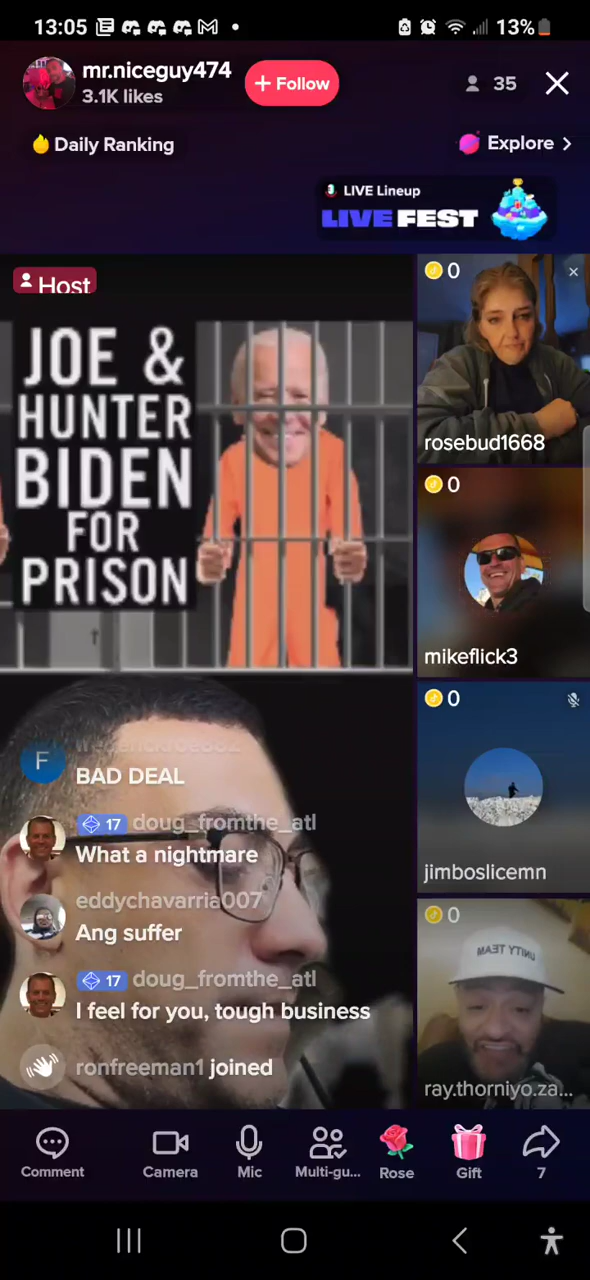 13:05
13%
mr.niceguy474
3.1K likes
+ Follow
35
Daily Ranking
Explore >
LIVE Lineup
LIVE FEST
Host
JOE &
HUNTER
BIDEN
FOR
PRISON
0
rosebud1668
0
mikeflick3
0
jimboslicemn
0
UNITY TEAM
ray.thorniyo.za...
F
BAD DEAL
17 doug_fromthe_atl
What a nightmare
eddychavarria007
Ang suffer
17 doug_fromthe_atl
I feel for you, tough business
ronfreeman1 joined
Comment
Camera
Mic
Multi-gu...
Rose
Gift
7